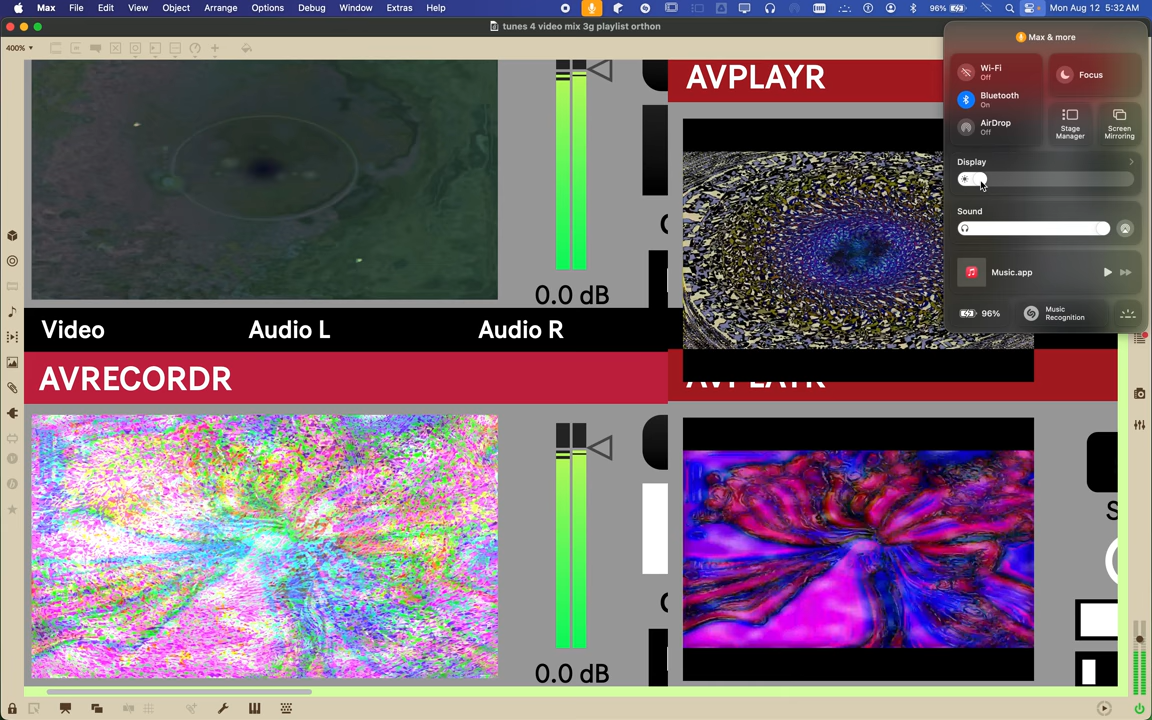 Max File Edit View Object Arrange Options Debug Window Extras Help 96% Mon Aug 12 5:32 AM
tunes 4 video mix 3g playlist orthon
400%
Max & more
Wi-Fi
Off
Focus
Bluetooth
On
AirDrop
Off
Stage
Manager
Screen
Mirroring
Display
Sound
Music.app
96%
Music
Recognition
AVPLAYR
0.0 dB
Video Audio L Audio R
AVRECORDR
AVPLAYR
S
0.0 dB